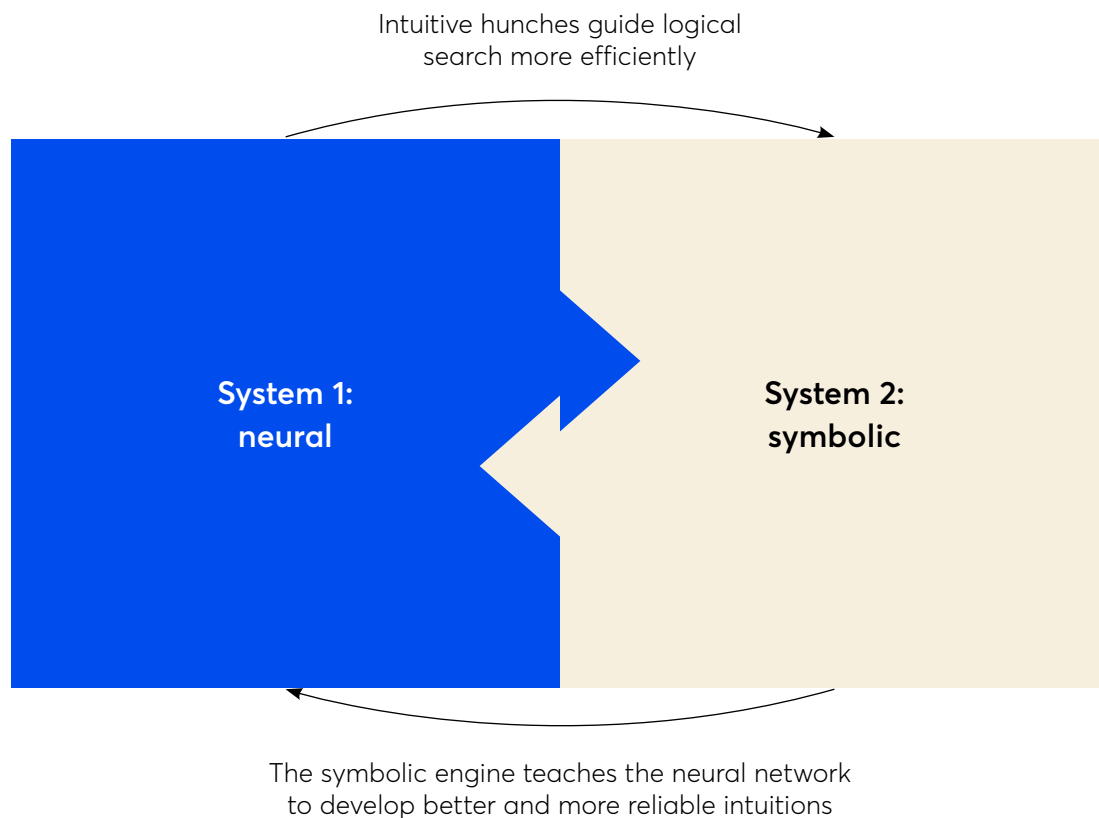 Intuitive hunches guide logical
search more efficiently
System 1:
neural
System 2:
symbolic
The symbolic engine teaches the neural network
to develop better and more reliable intuitions